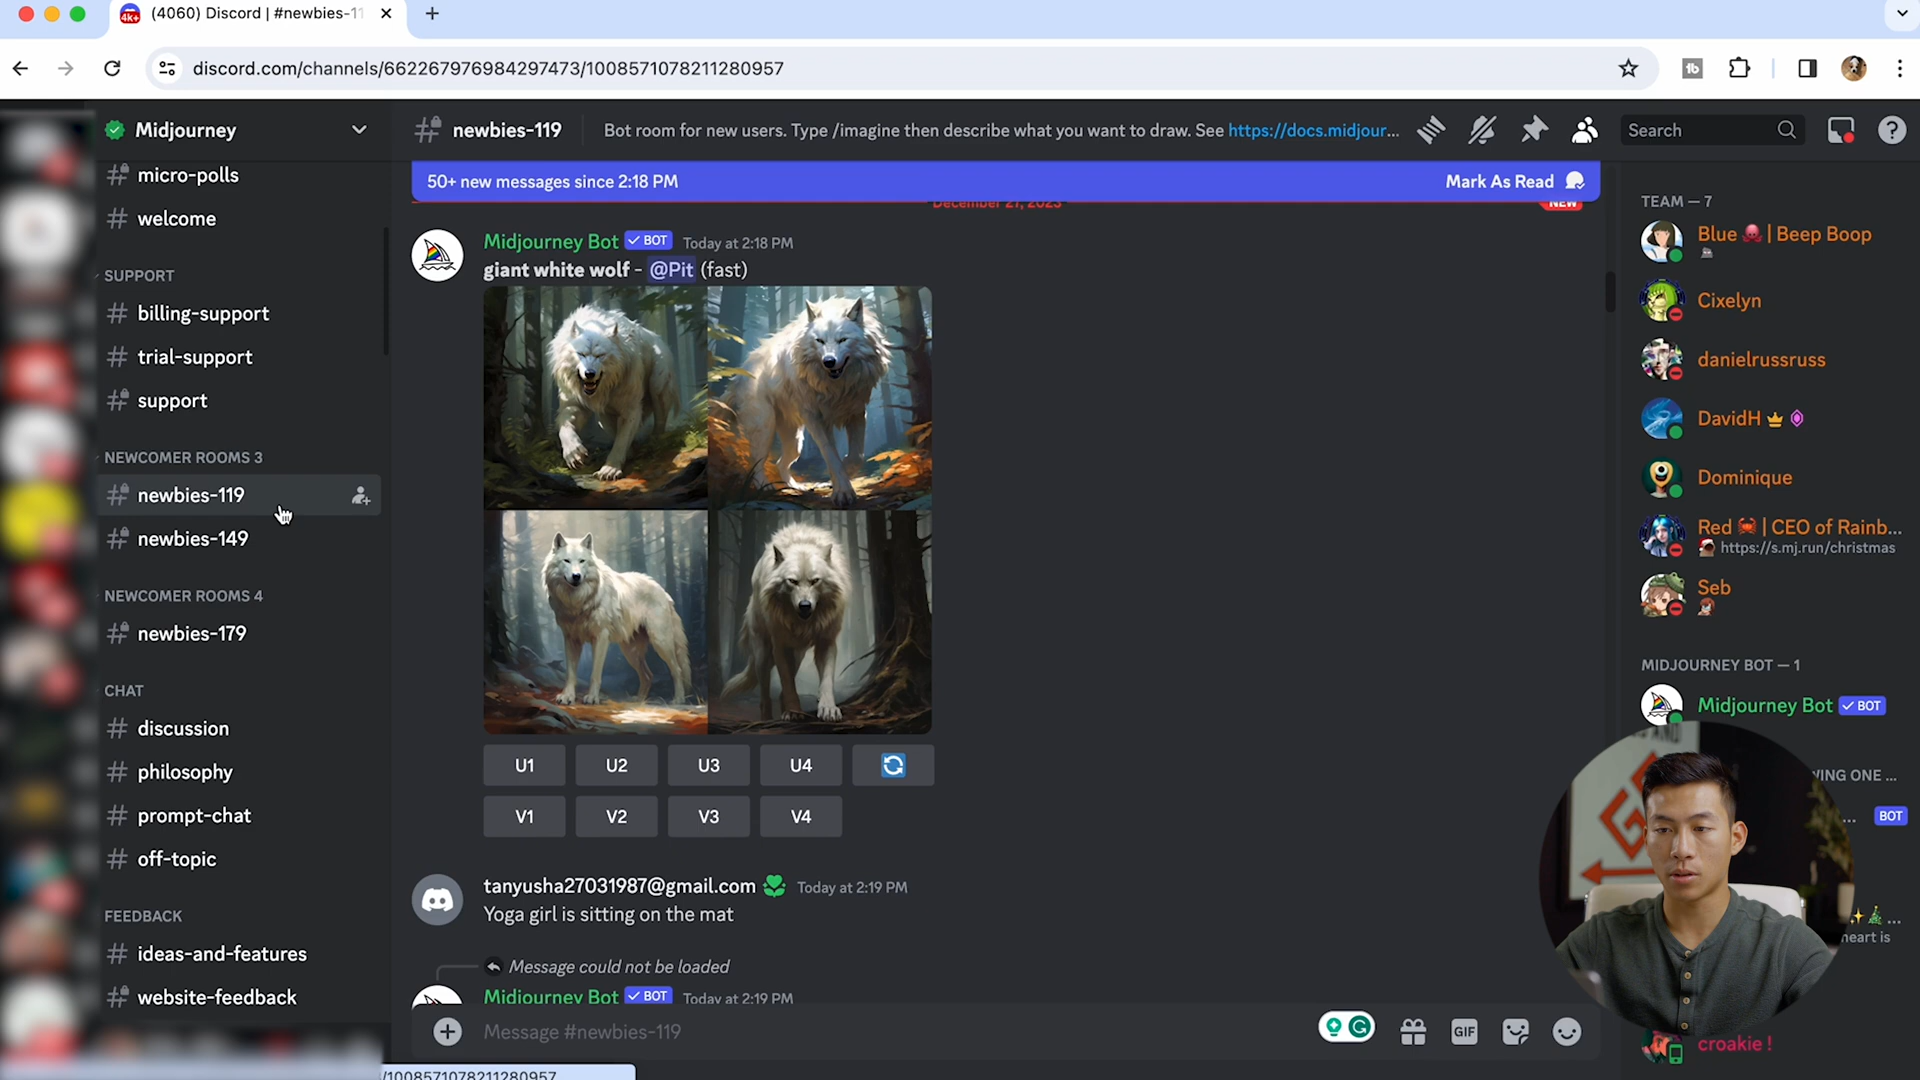 4k+
(4060) Discord | #newbies-11
discord.com/channels/662267976984297473/1008571078211280957
Midjourney
newbies-119
Bot room for new users. Type /imagine then describe what you want to draw. See https://docs.midjour...
Search
micro-polls
welcome
SUPPORT
billing-support
trial-support
support
NEWCOMER ROOMS 3
newbies-119
newbies-149
NEWCOMER ROOMS 4
newbies-179
CHAT
discussion
philosophy
prompt-chat
off-topic
FEEDBACK
ideas-and-features
website-feedback
50+ new messages since 2:18 PM
Mark As Read
December 27, 2023
NEW
Midjourney Bot BOT Today at 2:18 PM
giant white wolf - @Pit (fast)
U1 U2 U3 U4
V1 V2 V3 V4
tanyusha27031987@gmail.com Today at 2:19 PM
Yoga girl is sitting on the mat
Message could not be loaded
Midjourney Bot BOT Today at 2:19 PM
Message #newbies-119
GIF
/1008571078211280957
TEAM — 7
Blue | Beep Boop
Cixelyn
danielrussruss
DavidH
Dominique
Red | CEO of Rainb...
https://s.mj.run/christmas
Seb
MIDJOURNEY BOT — 1
Midjourney Bot BOT
VING ONE ...
... BOT
...
heart is
croakie !